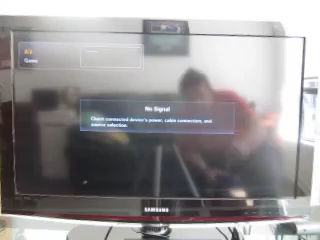 AV
Game
No Signal
Check connected device's power, cable connection, and
source selection.
SAMSUNG